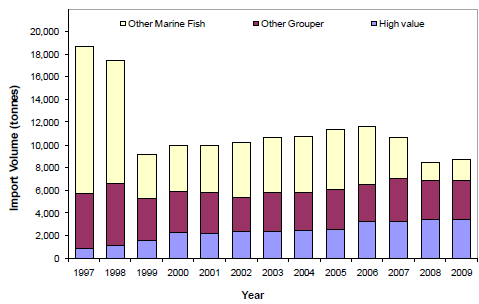 Other Marine Fish Other Grouper High value
20,000
18,000
16,000
14,000
12,000
10,000
8,000
6,000
4,000
2,000
0
Import Volume (tonnes)
1997 1998 1999 2000 2001 2002 2003 2004 2005 2006 2007 2008 2009
Year